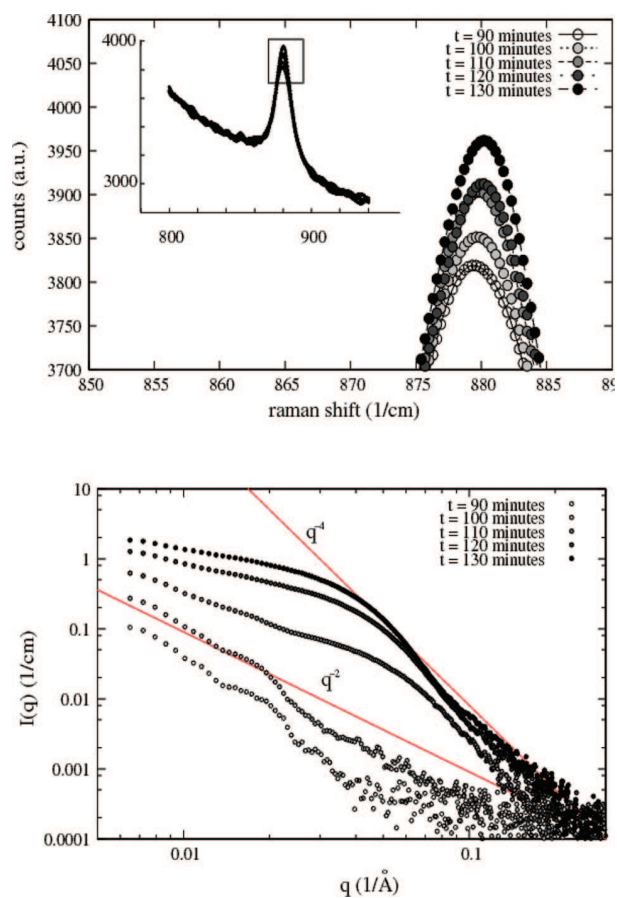 4100
4050
4000
3950
3900
3850
3800
3750
3700
counts (a.u.)
850 855 860 865 870 875 880 885 89
raman shift (1/cm)
4000
3000
800 900
t = 90 minutes
t = 100 minutes
t = 110 minutes
t = 120 minutes
t = 130 minutes
10
1
0.1
0.01
0.001
0.0001
I(q) (1/cm)
0.01 0.1
q (1/Å)
q⁻⁴
q⁻²
t = 90 minutes
t = 100 minutes
t = 110 minutes
t = 120 minutes
t = 130 minutes